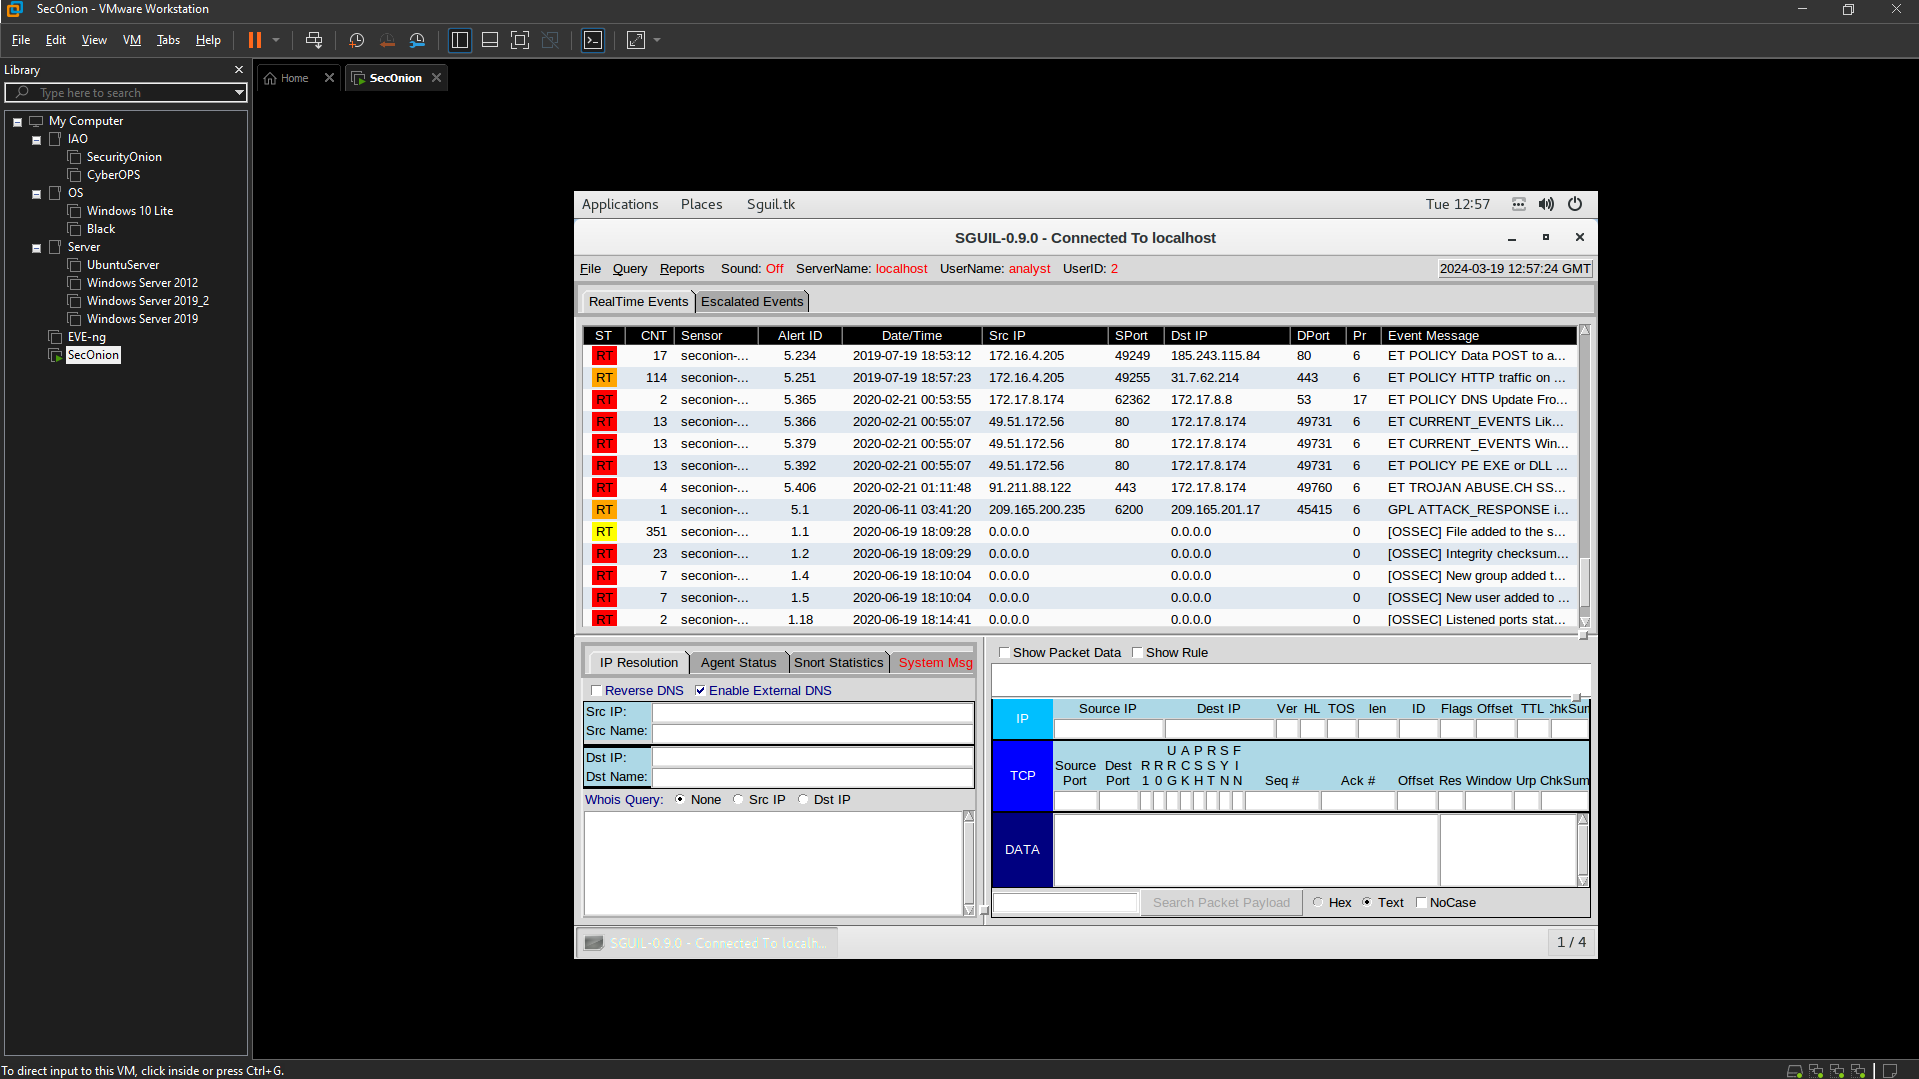 SecOnion - VMware Workstation
File Edit View VM Tabs Help
Library
Type here to search
My Computer
IAO
SecurityOnion
CyberOPS
OS
Windows 10 Lite
Black
Server
UbuntuServer
Windows Server 2012
Windows Server 2019_2
Windows Server 2019
EVE-ng
SecOnion
Home
SecOnion
Applications Places Sguil.tk Tue 12:57
SGUIL-0.9.0 - Connected To localhost
File Query Reports Sound: Off ServerName: localhost UserName: analyst UserID: 2 2024-03-19 12:57:24 GMT
RealTime Events Escalated Events
ST CNT Sensor Alert ID Date/Time Src IP SPort Dst IP DPort Pr Event Message
RT 17 seconion-... 5.234 2019-07-19 18:53:12 172.16.4.205 49249 185.243.115.84 80 6 ET POLICY Data POST to a...
RT 114 seconion-... 5.251 2019-07-19 18:57:23 172.16.4.205 49255 31.7.62.214 443 6 ET POLICY HTTP traffic on ...
RT 2 seconion-... 5.365 2020-02-21 00:53:55 172.17.8.174 62362 172.17.8.8 53 17 ET POLICY DNS Update Fro...
RT 13 seconion-... 5.366 2020-02-21 00:55:07 49.51.172.56 80 172.17.8.174 49731 6 ET CURRENT_EVENTS Lik...
RT 13 seconion-... 5.379 2020-02-21 00:55:07 49.51.172.56 80 172.17.8.174 49731 6 ET CURRENT_EVENTS Win...
RT 13 seconion-... 5.392 2020-02-21 00:55:07 49.51.172.56 80 172.17.8.174 49731 6 ET POLICY PE EXE or DLL ...
RT 4 seconion-... 5.406 2020-02-21 01:11:48 91.211.88.122 443 172.17.8.174 49760 6 ET TROJAN ABUSE.CH SS...
RT 1 seconion-... 5.1 2020-06-11 03:41:20 209.165.200.235 6200 209.165.201.17 45415 6 GPL ATTACK_RESPONSE i...
RT 351 seconion-... 1.1 2020-06-19 18:09:28 0.0.0.0 0.0.0.0 0 [OSSEC] File added to the s...
RT 23 seconion-... 1.2 2020-06-19 18:09:29 0.0.0.0 0.0.0.0 0 [OSSEC] Integrity checksum...
RT 7 seconion-... 1.4 2020-06-19 18:10:04 0.0.0.0 0.0.0.0 0 [OSSEC] New group added t...
RT 7 seconion-... 1.5 2020-06-19 18:10:04 0.0.0.0 0.0.0.0 0 [OSSEC] New user added to ...
RT 2 seconion-... 1.18 2020-06-19 18:14:41 0.0.0.0 0.0.0.0 0 [OSSEC] Listened ports stat...
IP Resolution Agent Status Snort Statistics System Msg
Reverse DNS Enable External DNS
Src IP:
Src Name:
Dst IP:
Dst Name:
Whois Query: None Src IP Dst IP
Show Packet Data Show Rule
IP Source IP Dest IP Ver HL TOS len ID Flags Offset TTL ChkSum
U A P R S F
Source Dest R R R C S S Y I
TCP Port Port 1 0 G K H T N N Seq # Ack # Offset Res Window Urp ChkSum
DATA
Search Packet Payload Hex Text NoCase
SGUIL-0.9.0 - Connected To localh... 1 / 4
To direct input to this VM, click inside or press Ctrl+G.